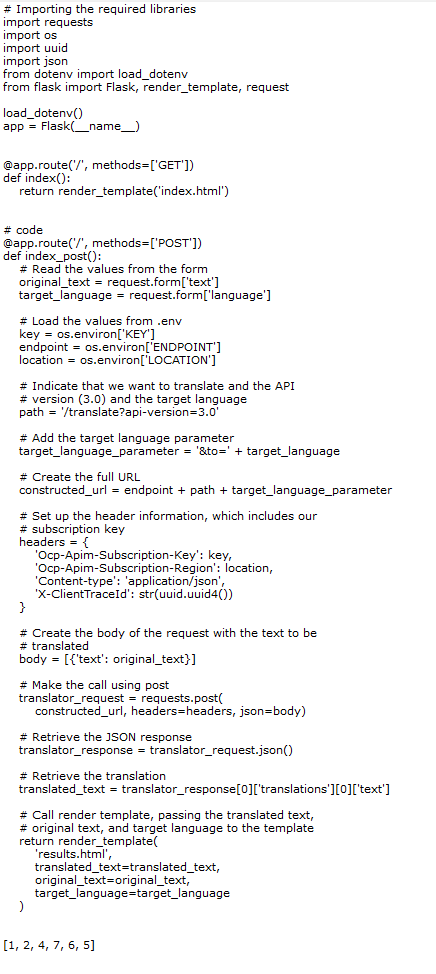 # Importing the required libraries
import requests
import os
import uuid
import json
from dotenv import load_dotenv
from flask import Flask, render_template, request

load_dotenv()
app = Flask(__name__)


@app.route('/', methods=['GET'])
def index():
    return render_template('index.html')


# code
@app.route('/', methods=['POST'])
def index_post():
    # Read the values from the form
    original_text = request.form['text']
    target_language = request.form['language']

    # Load the values from .env
    key = os.environ['KEY']
    endpoint = os.environ['ENDPOINT']
    location = os.environ['LOCATION']

    # Indicate that we want to translate and the API
    # version (3.0) and the target language
    path = '/translate?api-version=3.0'

    # Add the target language parameter
    target_language_parameter = '&to=' + target_language

    # Create the full URL
    constructed_url = endpoint + path + target_language_parameter

    # Set up the header information, which includes our
    # subscription key
    headers = {
        'Ocp-Apim-Subscription-Key': key,
        'Ocp-Apim-Subscription-Region': location,
        'Content-type': 'application/json',
        'X-ClientTraceId': str(uuid.uuid4())
    }

    # Create the body of the request with the text to be
    # translated
    body = [{'text': original_text}]

    # Make the call using post
    translator_request = requests.post(
        constructed_url, headers=headers, json=body)

    # Retrieve the JSON response
    translator_response = translator_request.json()

    # Retrieve the translation
    translated_text = translator_response[0]['translations'][0]['text']

    # Call render template, passing the translated text,
    # original text, and target language to the template
    return render_template(
        'results.html',
        translated_text=translated_text,
        original_text=original_text,
        target_language=target_language
    )


[1, 2, 4, 7, 6, 5]